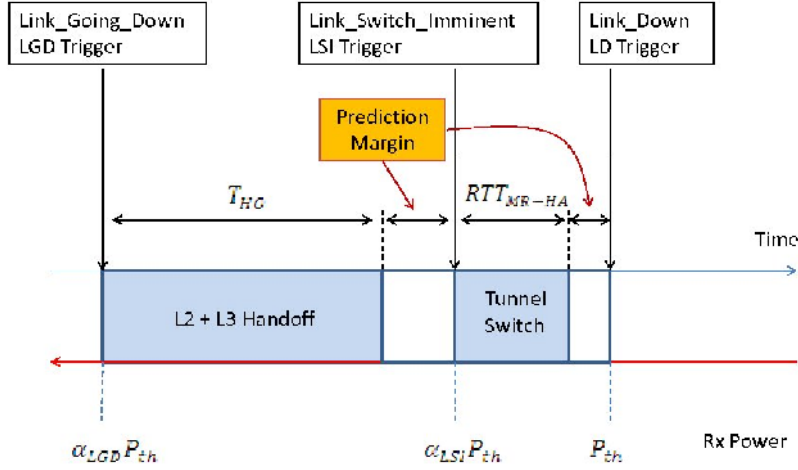 Link_Going_Down
LGD Trigger
Link_Switch_Imminent
LSI Trigger
Link_Down
LD Trigger
Prediction
Margin
T_HG
RTT_MR−HA
Time
L2 + L3 Handoff
Tunnel
Switch
α_LGD P_th
α_LSI P_th
P_th
Rx Power